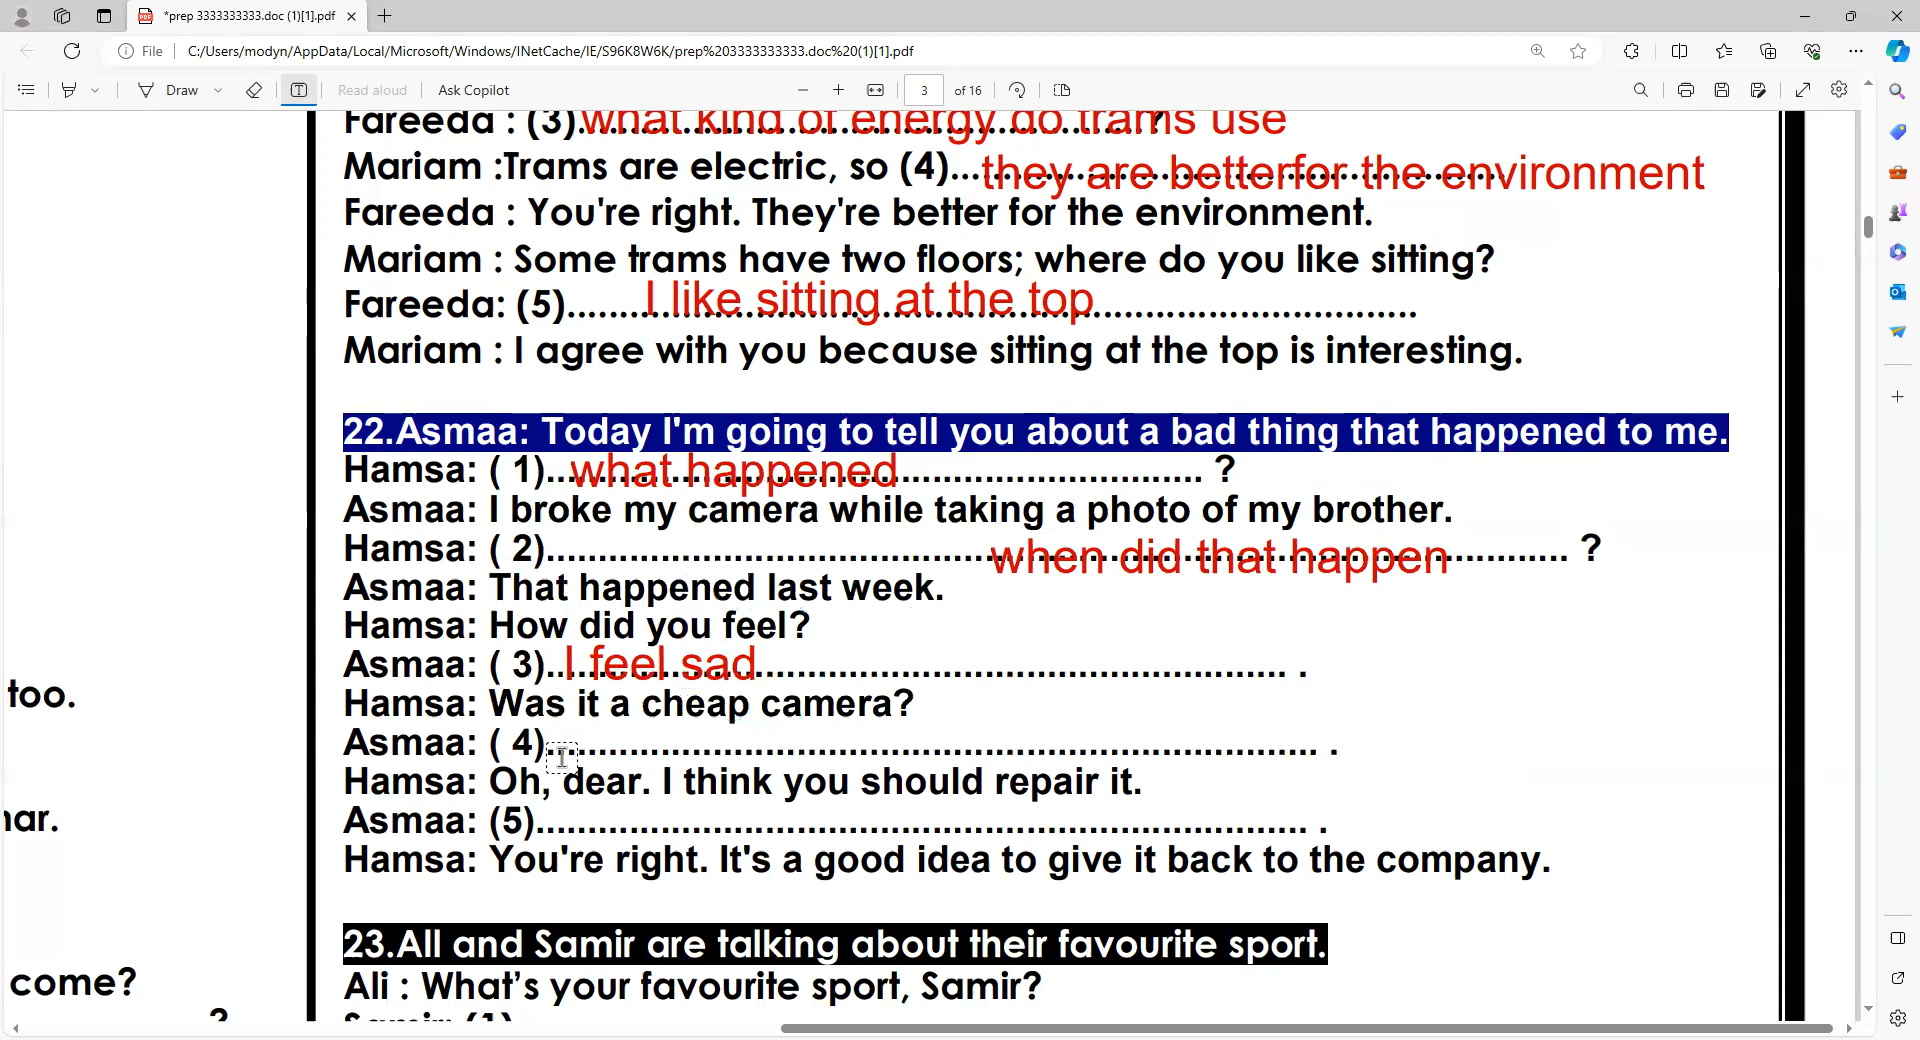 *prep 3333333333.doc (1)[1].pdf
File
C:/Users/modyn/AppData/Local/Microsoft/Windows/INetCache/IE/S96K8W6K/prep%203333333333.doc%20(1)[1].pdf
Draw
Read aloud
Ask Copilot
3
of 16
Fareeda : (3)..what kind of energy do trams use?
Mariam :Trams are electric, so (4)...they are betterfor the environment
Fareeda : You're right. They're better for the environment.
Mariam : Some trams have two floors; where do you like sitting?
Fareeda: (5)......I like sitting at the top..............................
Mariam : I agree with you because sitting at the top is interesting.
22.Asmaa: Today I'm going to tell you about a bad thing that happened to me.
Hamsa: ( 1)..what happened............................. ?
Asmaa: I broke my camera while taking a photo of my brother.
Hamsa: ( 2).......................................when did that happen........... ?
Asmaa: That happened last week.
Hamsa: How did you feel?
Asmaa: ( 3)..I feel sad.................................................. .
Hamsa: Was it a cheap camera?
Asmaa: ( 4)........................................................................ .
Hamsa: Oh, dear. I think you should repair it.
Asmaa: (5)......................................................................... .
Hamsa: You're right. It's a good idea to give it back to the company.
23.All and Samir are talking about their favourite sport.
Ali : What's your favourite sport, Samir?
Samir: (1)
too.
come?
?